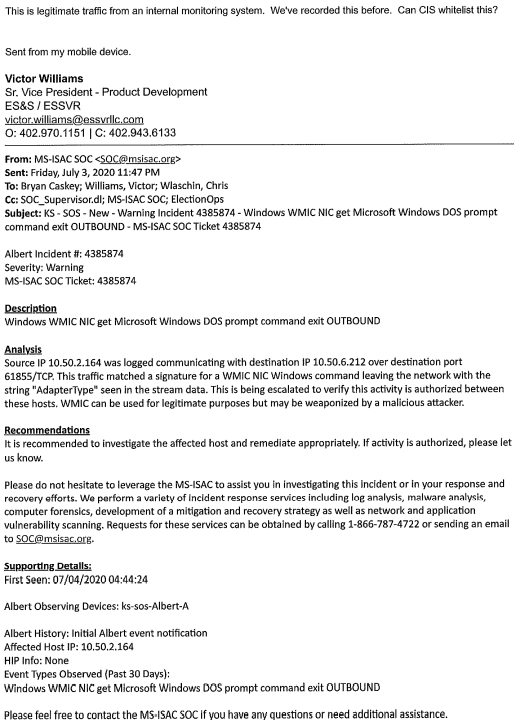 This is legitimate traffic from an internal monitoring system.  We've recorded this before.  Can CIS whitelist this?
Sent from my mobile device.
Victor Williams
Sr. Vice President - Product Development
ES&S / ESSVR
victor.williams@essvrllc.com
O: 402.970.1151 | C: 402.943.6133
From: MS-ISAC SOC <SOC@msisac.org>
Sent: Friday, July 3, 2020 11:47 PM
To: Bryan Caskey; Williams, Victor; Wlaschin, Chris
Cc: SOC_Supervisor.dl; MS-ISAC SOC; ElectionOps
Subject: KS - SOS - New - Warning Incident 4385874 - Windows WMIC NIC get Microsoft Windows DOS prompt
command exit OUTBOUND - MS-ISAC SOC Ticket 4385874
Albert Incident #: 4385874
Severity: Warning
MS-ISAC SOC Ticket: 4385874
Description
Windows WMIC NIC get Microsoft Windows DOS prompt command exit OUTBOUND
Analysis
Source IP 10.50.2.164 was logged communicating with destination IP 10.50.6.212 over destination port
61855/TCP. This traffic matched a signature for a WMIC NIC Windows command leaving the network with the
string "AdapterType" seen in the stream data. This is being escalated to verify this activity is authorized between
these hosts. WMIC can be used for legitimate purposes but may be weaponized by a malicious attacker.
Recommendations
It is recommended to investigate the affected host and remediate appropriately. If activity is authorized, please let
us know.
Please do not hesitate to leverage the MS-ISAC to assist you in investigating this incident or in your response and
recovery efforts. We perform a variety of incident response services including log analysis, malware analysis,
computer forensics, development of a mitigation and recovery strategy as well as network and application
vulnerability scanning. Requests for these services can be obtained by calling 1-866-787-4722 or sending an email
to SOC@msisac.org.
Supporting Details:
First Seen: 07/04/2020 04:44:24
Albert Observing Devices: ks-sos-Albert-A
Albert History: Initial Albert event notification
Affected Host IP: 10.50.2.164
HIP Info: None
Event Types Observed (Past 30 Days):
Windows WMIC NIC get Microsoft Windows DOS prompt command exit OUTBOUND
Please feel free to contact the MS-ISAC SOC if you have any questions or need additional assistance.